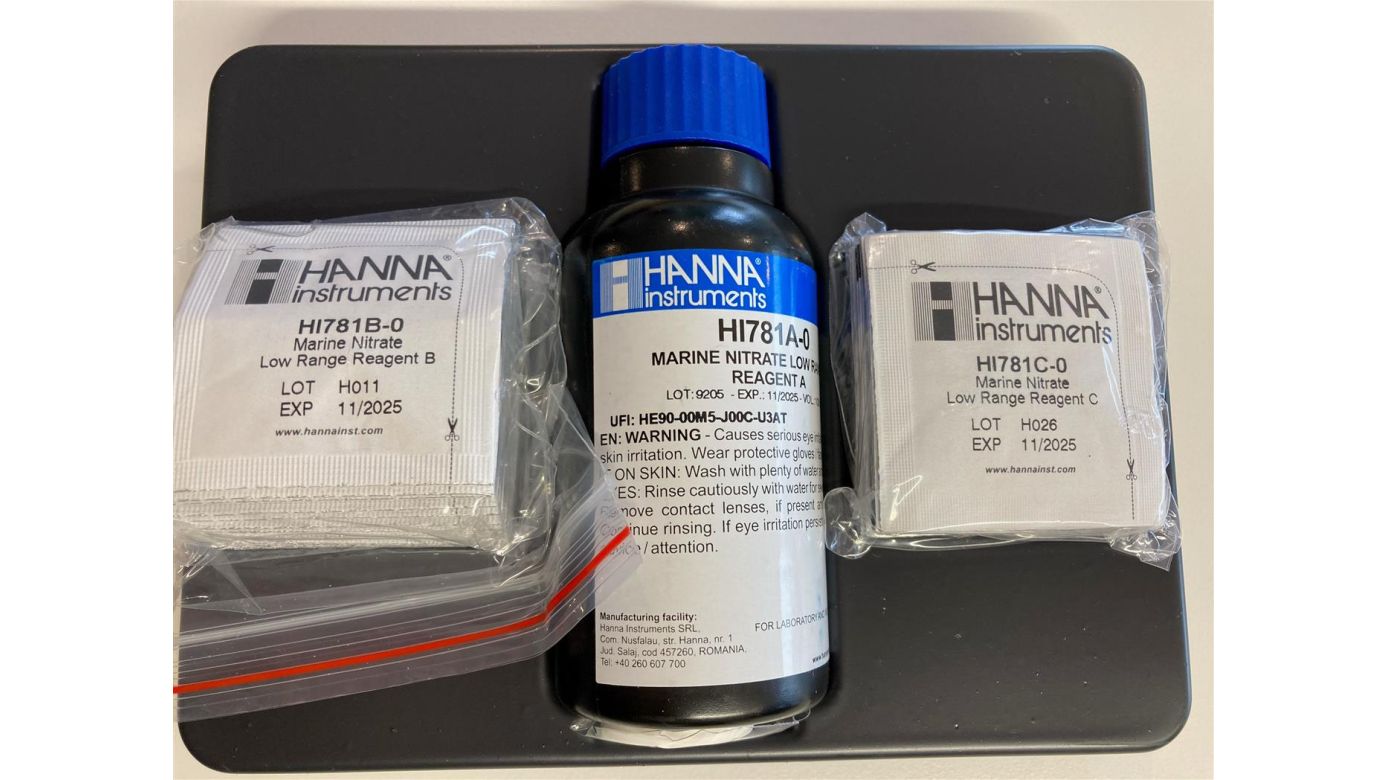 HANNA®
instruments
HI781B-0
Marine Nitrate
Low Range Reagent B
LOT H011
EXP 11/2025
www.hannainst.com
HANNA®
instruments
HI781A-0
MARINE NITRATE LOW
REAGENT A
LOT: 9205 - EXP.: 11/2025 - VOL
UFI: HE90-00M5-J00C-U3AT
EN: WARNING - Causes serious eye
skin irritation. Wear protective gloves
ON SKIN: Wash with plenty of water
Rinse cautiously with water for
Remove contact lenses, if present
Continue rinsing. If eye irritation
/ attention.
Manufacturing facility:
Hanna Instruments SRL,
Com. Nusfalau, str. Hanna, nr. 1
Jud. Salaj, cod 457260, ROMANIA.
Tel: +40 260 607 700
FOR LABORATORY
HANNA®
instruments
HI781C-0
Marine Nitrate
Low Range Reagent C
LOT H026
EXP 11/2025
www.hannainst.com